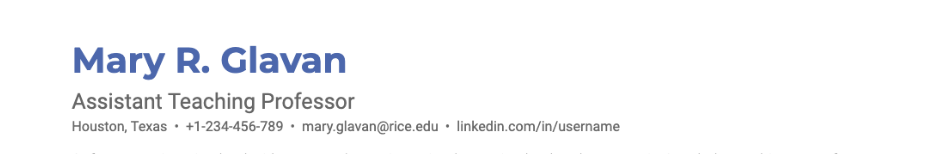 Mary R. Glavan
Assistant Teaching Professor
Houston, Texas • +1-234-456-789 • mary.glavan@rice.edu • linkedin.com/in/username